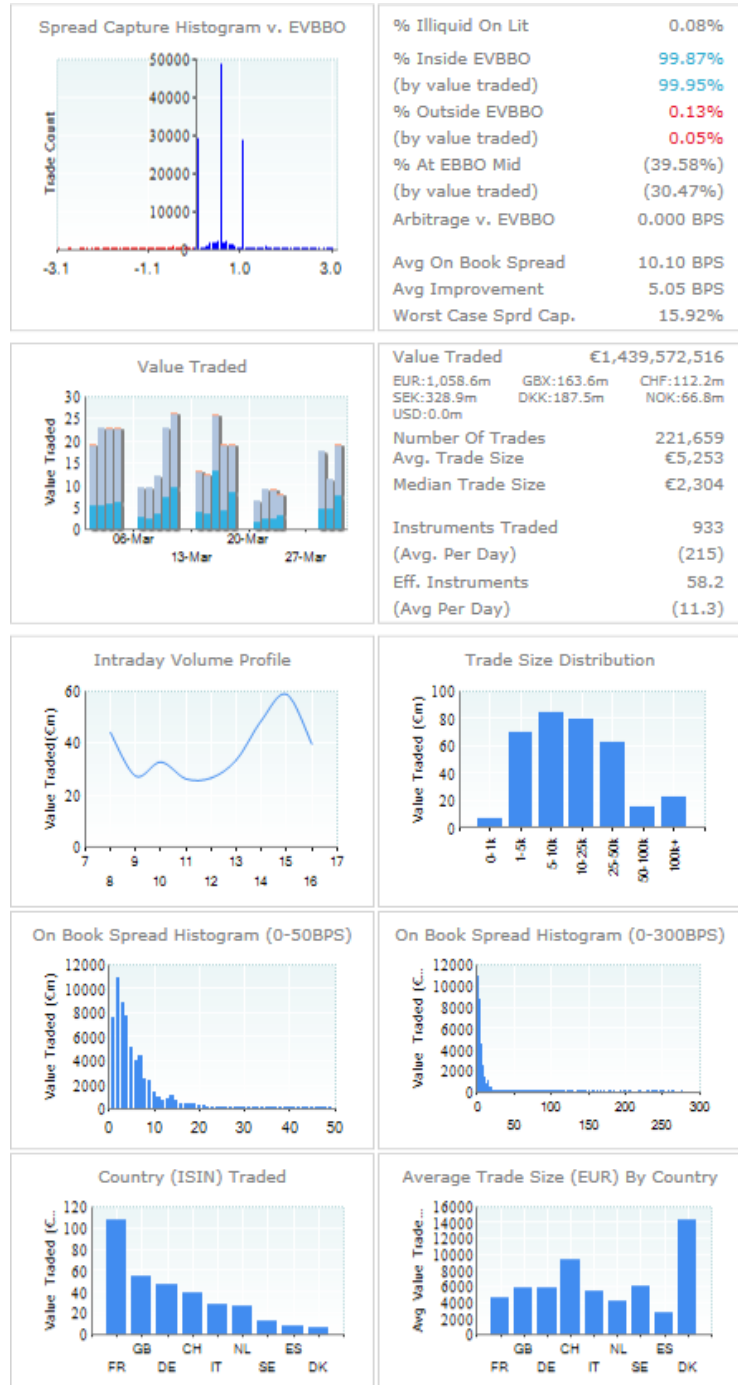 Spread Capture Histogram v. EVBBO
Trade Count
50000
40000
30000
20000
10000
0
-3.1 -1.1 1.0 3.0
% Illiquid On Lit 0.08%
% Inside EVBBO 99.87%
(by value traded) 99.95%
% Outside EVBBO 0.13%
(by value traded) 0.05%
% At EBBO Mid (39.58%)
(by value traded) (30.47%)
Arbitrage v. EVBBO 0.000 BPS
Avg On Book Spread 10.10 BPS
Avg Improvement 5.05 BPS
Worst Case Sprd Cap. 15.92%
Value Traded
Value Traded
30
25
20
15
10
5
0
06-Mar 20-Mar
13-Mar 27-Mar
Value Traded €1,439,572,516
EUR:1,058.6m GBX:163.6m CHF:112.2m
SEK:328.9m DKK:187.5m NOK:66.8m
USD:0.0m
Number Of Trades 221,659
Avg. Trade Size €5,253
Median Trade Size €2,304
Instruments Traded 933
(Avg. Per Day) (215)
Eff. Instruments 58.2
(Avg Per Day) (11.3)
Intraday Volume Profile
Value Traded(€m)
60
40
20
0
7 9 11 13 15 17
8 10 12 14 16
Trade Size Distribution
Value Traded (€m)
100
80
60
40
20
0
0-1k 1-5k 5-10k 10-25k 25-50k 50-100k 100k+
On Book Spread Histogram (0-50BPS)
Value Traded (€m)
12000
10000
8000
6000
4000
2000
0
0 10 20 30 40 50
On Book Spread Histogram (0-300BPS)
Value Traded (€...
12000
10000
8000
6000
4000
2000
0
0 100 200 300
50 150 250
Country (ISIN) Traded
Value Traded (€...
120
100
80
60
40
20
0
GB CH NL ES
FR DE IT SE DK
Average Trade Size (EUR) By Country
Avg Value Trade...
16000
14000
12000
10000
8000
6000
4000
2000
0
GB CH NL ES
FR DE IT SE DK